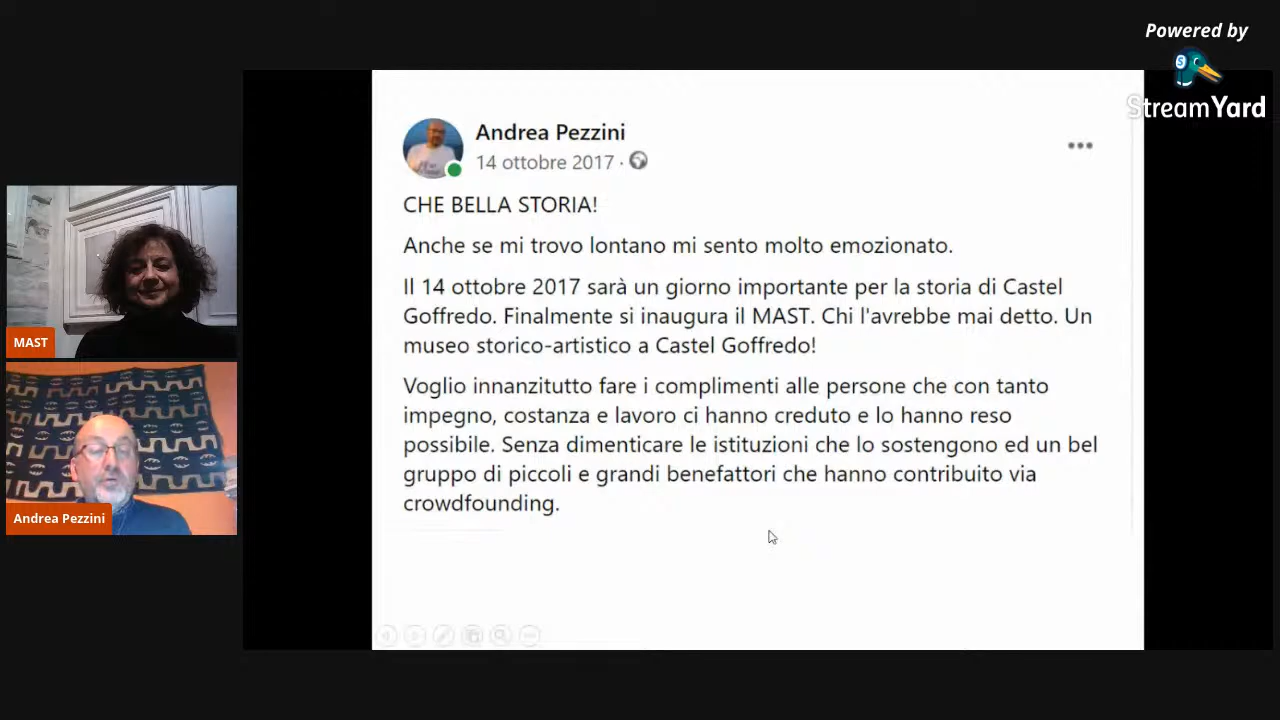 Powered by
StreamYard
Andrea Pezzini
14 ottobre 2017 ·
CHE BELLA STORIA!
Anche se mi trovo lontano mi sento molto emozionato.
Il 14 ottobre 2017 sarà un giorno importante per la storia di Castel
Goffredo. Finalmente si inaugura il MAST. Chi l'avrebbe mai detto. Un
museo storico-artistico a Castel Goffredo!
Voglio innanzitutto fare i complimenti alle persone che con tanto
impegno, costanza e lavoro ci hanno creduto e lo hanno reso
possibile. Senza dimenticare le istituzioni che lo sostengono ed un bel
gruppo di piccoli e grandi benefattori che hanno contribuito via
crowdfounding.
MAST
Andrea Pezzini